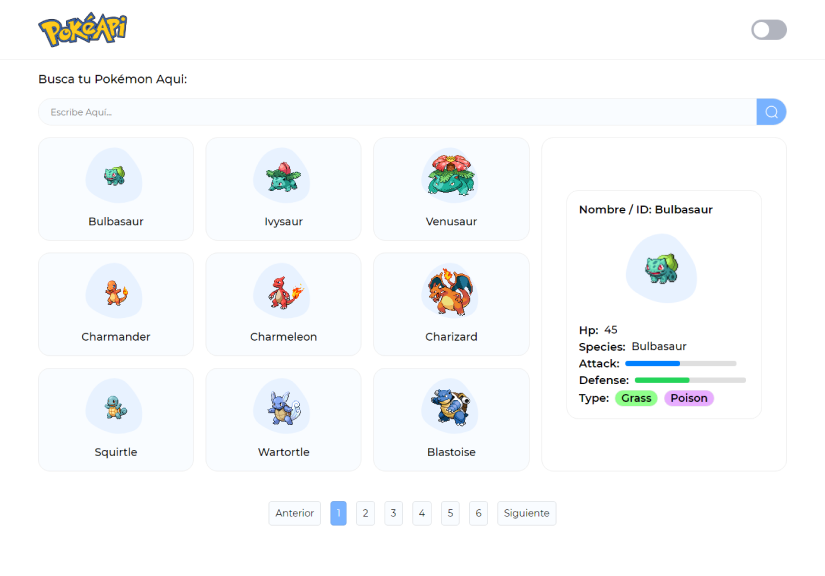 PokéApi
Busca tu Pokémon Aqui:
Escribe Aqui...
Bulbasaur
Ivysaur
Venusaur
Charmander
Charmeleon
Charizard
Squirtle
Wartortle
Blastoise
Nombre / ID: Bulbasaur
Hp: 45
Species: Bulbasaur
Attack:
Defense:
Type: Grass Poison
Anterior 1 2 3 4 5 6 Siguiente